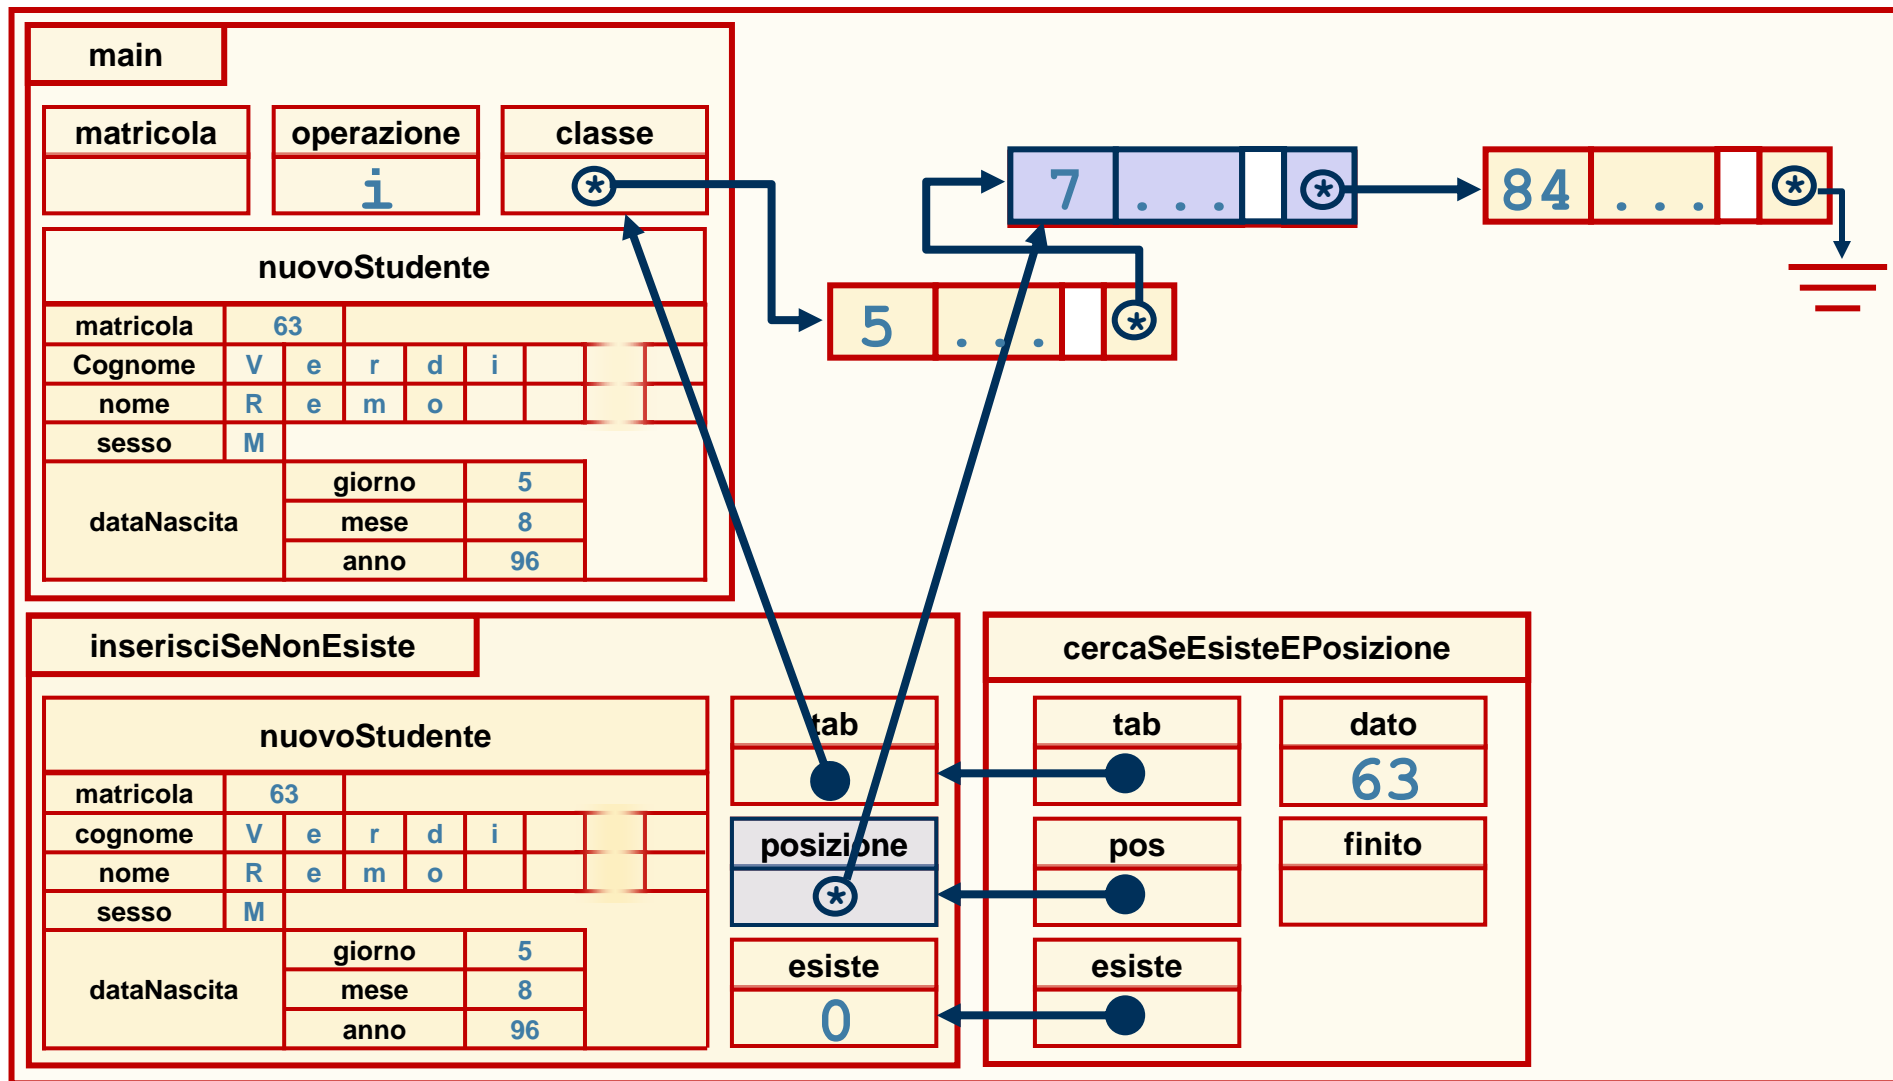 main
matricola operazione classe
i *
nuovoStudente
matricola 63
Cognome V e r d i
nome R e m o
sesso M
dataNascita
giorno 5
mese 8
anno 96
7 . . . *
84 . . . *
5 . . . *
inserisciSeNonEsiste
nuovoStudente
matricola 63
cognome V e r d i
nome R e m o
sesso M
dataNascita
giorno 5
mese 8
anno 96
tab
posizione
*
esiste
0
cercaSeEsisteEPosizione
tab dato
63
pos finito
esiste